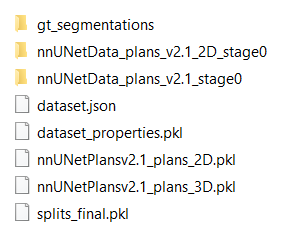 gt_segmentations
nnUNetData_plans_v2.1_2D_stage0
nnUNetData_plans_v2.1_stage0
dataset.json
dataset_properties.pkl
nnUNetPlansv2.1_plans_2D.pkl
nnUNetPlansv2.1_plans_3D.pkl
splits_final.pkl